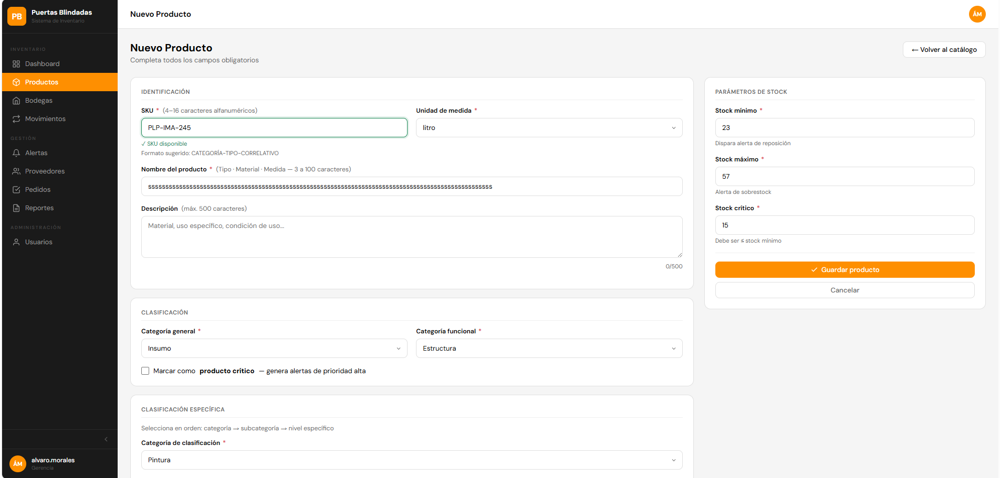 PB
Puertas Blindadas
Sistema de Inventario
INVENTARIO
Dashboard
Productos
Bodegas
Movimientos
GESTIÓN
Alertas
Proveedores
Pedidos
Reportes
ADMINISTRACIÓN
Usuarios
ÁM
alvaro.morales
Gerencia
Nuevo Producto
ÁM
Nuevo Producto
Completa todos los campos obligatorios
← Volver al catálogo
IDENTIFICACIÓN
SKU * (4–16 caracteres alfanuméricos)
PLP-IMA-245
✓ SKU disponible
Formato sugerido: CATEGORÍA-TIPO-CORRELATIVO
Unidad de medida *
litro
Nombre del producto * (Tipo · Material · Medida — 3 a 100 caracteres)
ssssssssssssssssssssssssssssssssssssssssssssssssssssssssssssssssssssssssssssssssssssssssssssssssssss
Descripción (máx. 500 caracteres)
Material, uso específico, condición de uso...
0/500
CLASIFICACIÓN
Categoría general *
Insumo
Categoría funcional *
Estructura
Marcar como producto crítico — genera alertas de prioridad alta
CLASIFICACIÓN ESPECÍFICA
Selecciona en orden: categoría → subcategoría → nivel específico
Categoría de clasificación *
Pintura
PARÁMETROS DE STOCK
Stock mínimo *
23
Dispara alerta de reposición
Stock máximo *
57
Alerta de sobrestock
Stock crítico *
15
Debe ser ≤ stock mínimo
✓ Guardar producto
Cancelar